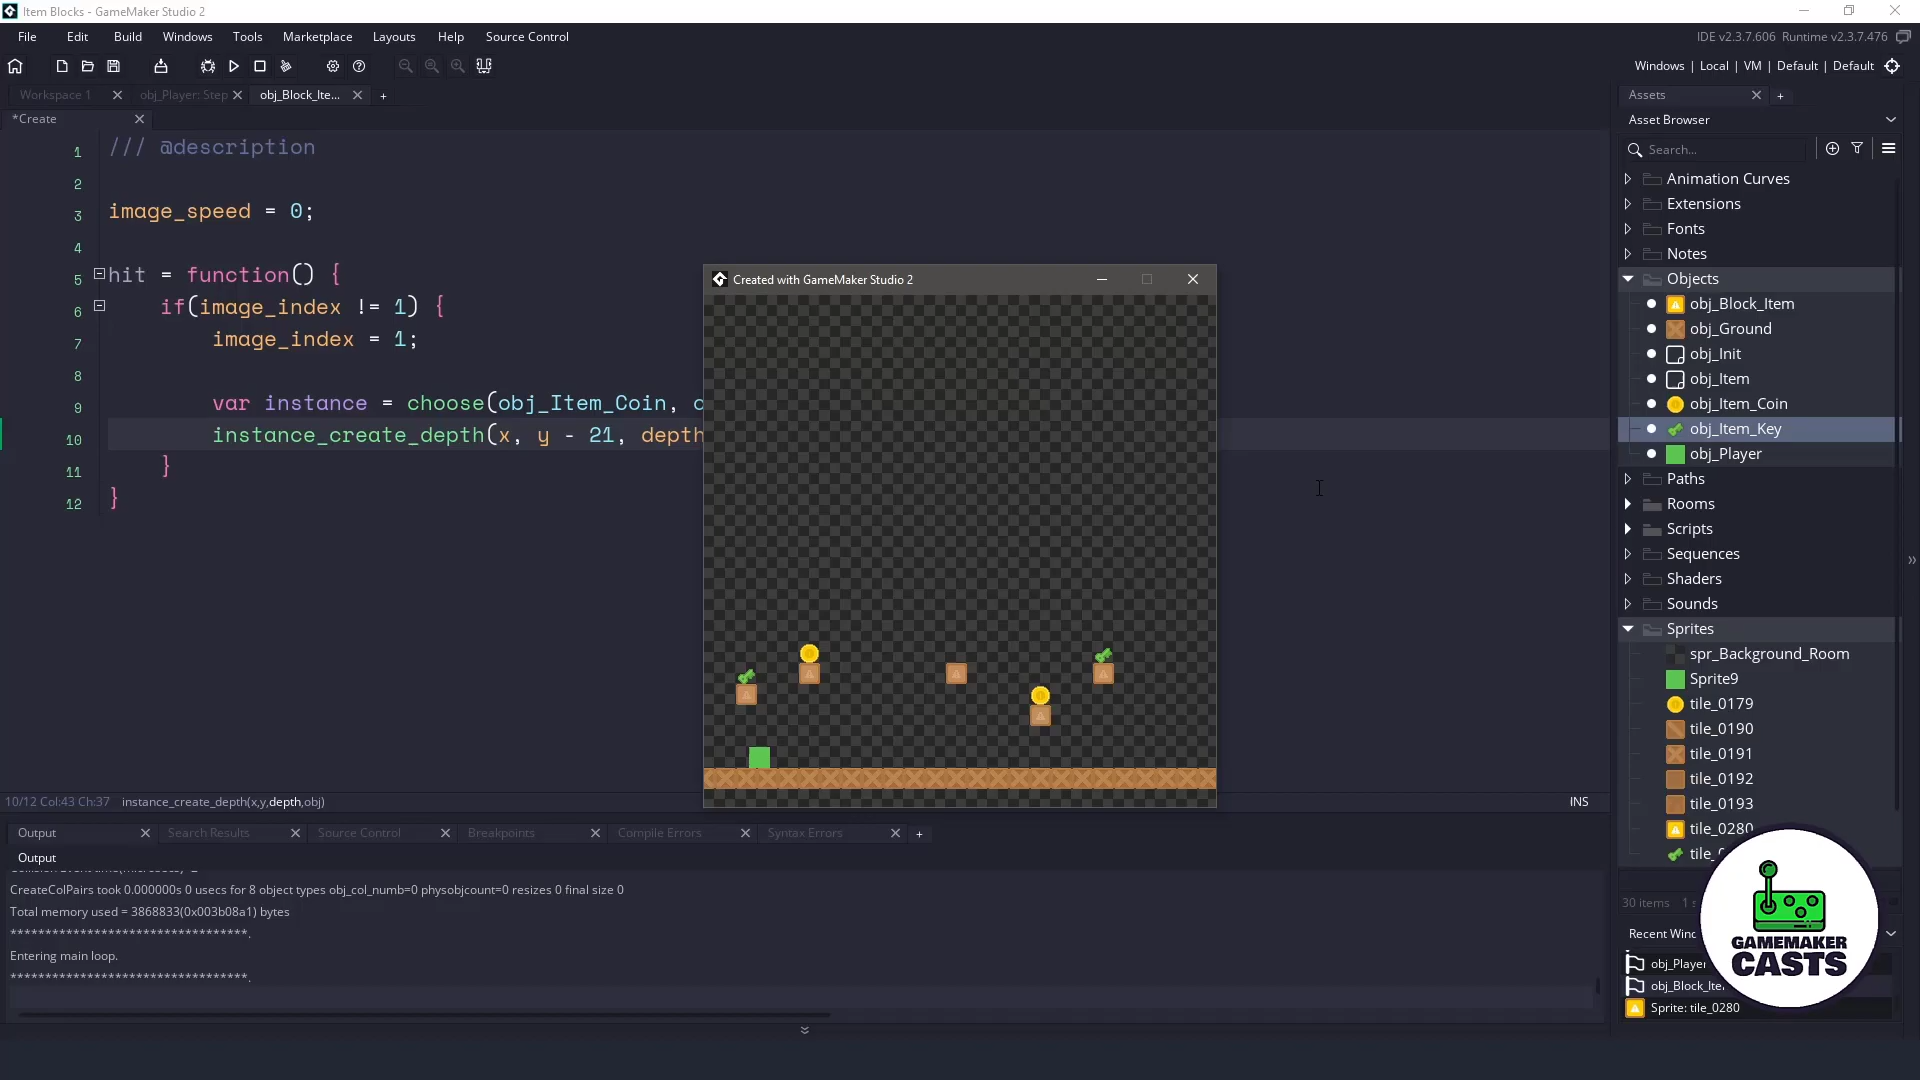 Item Blocks - GameMaker Studio 2
File Edit Build Windows Tools Marketplace Layouts Help Source Control
IDE v2.3.7.606 Runtime v2.3.7.476
Windows | Local | VM | Default | Default
Workspace 1
obj_Player: Step
obj_Block_Ite...
*Create
1 /// @description
2
3 image_speed = 0;
4
5 hit = function() {
6 if(image_index != 1) {
7 image_index = 1;
8
9 var instance = choose(obj_Item_Coin,
10 instance_create_depth(x, y - 21, depth
11 }
12 }
Created with GameMaker Studio 2
10/12 Col:43 Ch:37 instance_create_depth(x,y,depth,obj)
INS
Output
Search Results
Source Control
Breakpoints
Compile Errors
Syntax Errors
Output
CreateColPairs took 0.000000s 0 usecs for 8 object types obj_col_numb=0 physobjcount=0 resizes 0 final size 0
Total memory used = 3868833(0x003b08a1) bytes
**********************************.
Entering main loop.
**********************************.
Assets
Asset Browser
Search...
Animation Curves
Extensions
Fonts
Notes
Objects
obj_Block_Item
obj_Ground
obj_Init
obj_Item
obj_Item_Coin
obj_Item_Key
obj_Player
Paths
Rooms
Scripts
Sequences
Shaders
Sounds
Sprites
spr_Background_Room
Sprite9
tile_0179
tile_0190
tile_0191
tile_0192
tile_0193
tile_0280
30 items
Recent
obj_Player
Sprite: tile_0280
GAMEMAKER
CASTS